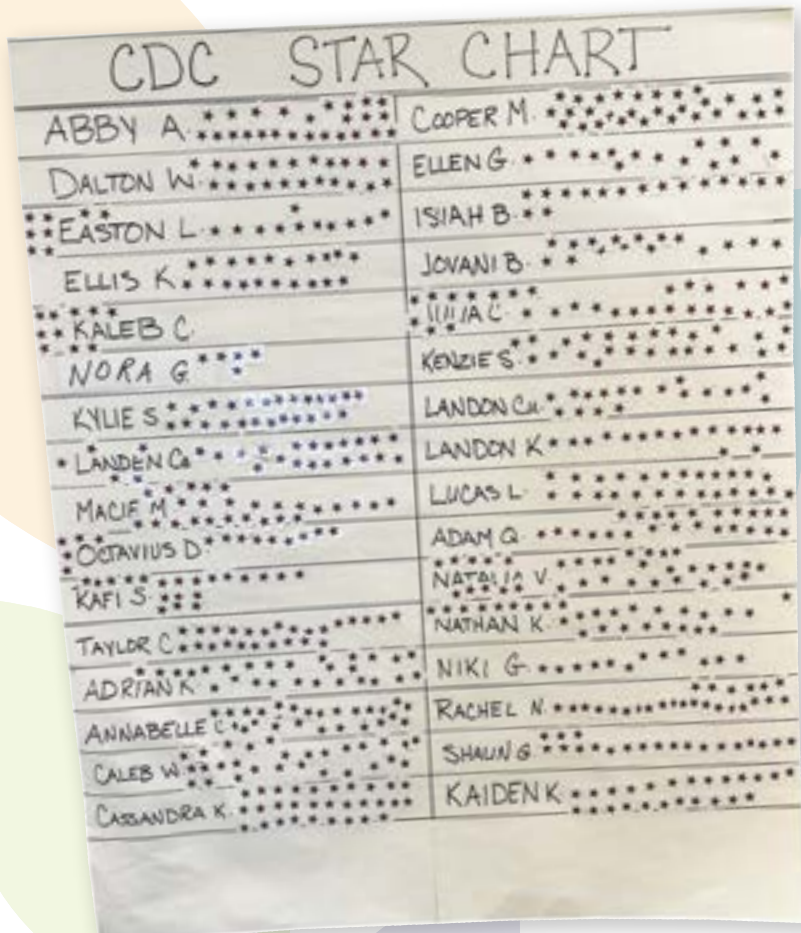 CDC STAR CHART
ABBY A.
DALTON W.
EASTON L.
ELLIS K.
KALEB C.
NORA G.
KYLIE S.
LANDEN Co
MACIE M
OCTAVIUS D.
KAFI S.
TAYLOR C.
ADRIAN K.
ANNABELLE C
CALEB W.
CASSANDRA K.
COOPER M.
ELLEN G.
ISIAH B.
JOVANI B.
C.
KENZIE S.
LANDON CH.
LANDON K
LUCAS L.
ADAM Q.
NATALIA V.
NATHAN K.
NIKI G.
RACHEL N.
SHAUN G.
KAIDEN K